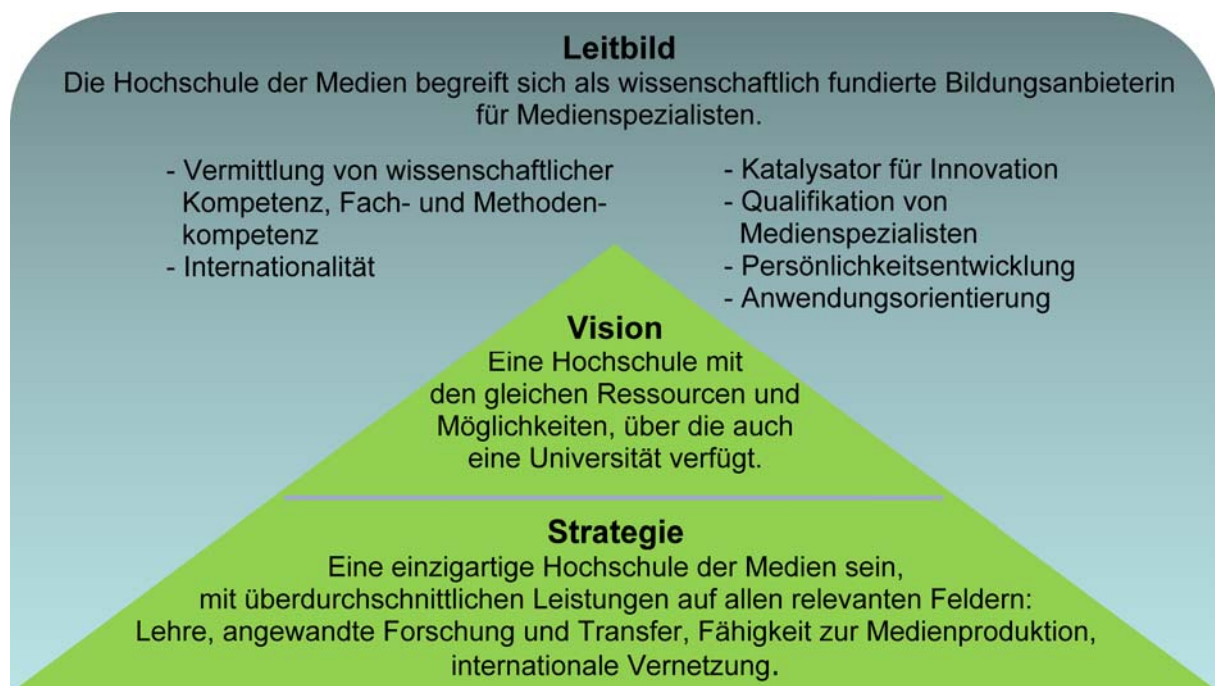 Leitbild
Die Hochschule der Medien begreift sich als wissenschaftlich fundierte Bildungsanbieterin
für Medienspezialisten.
- Vermittlung von wissenschaftlicher
Kompetenz, Fach- und Methoden-
kompetenz
- Internationalität
- Katalysator für Innovation
- Qualifikation von
Medienspezialisten
- Persönlichkeitsentwicklung
- Anwendungsorientierung
Vision
Eine Hochschule mit
den gleichen Ressourcen und
Möglichkeiten, über die auch
eine Universität verfügt.
Strategie
Eine einzigartige Hochschule der Medien sein,
mit überdurchschnittlichen Leistungen auf allen relevanten Feldern:
Lehre, angewandte Forschung und Transfer, Fähigkeit zur Medienproduktion,
internationale Vernetzung.